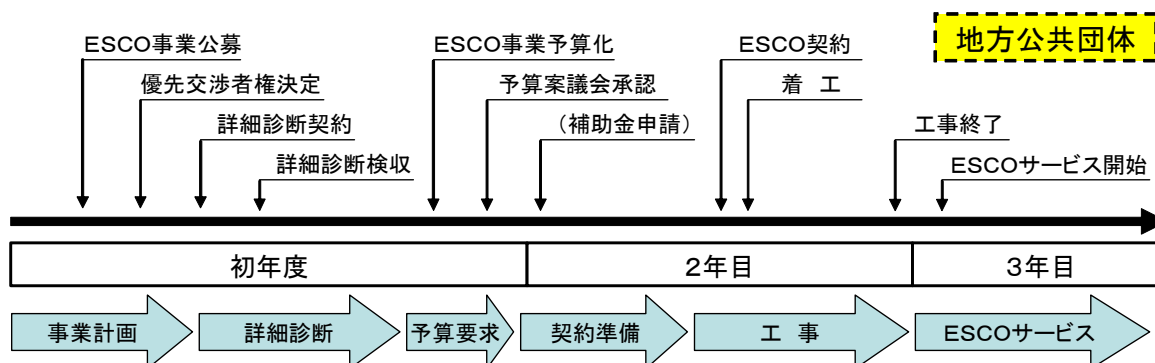 地方公共団体
ESCO事業公募
優先交渉者権決定
詳細診断契約
詳細診断検収
ESCO事業予算化
予算案議会承認
(補助金申請)
ESCO契約
着 工
工事終了
ESCOサービス開始
初年度
2年目
3年目
事業計画
詳細診断
予算要求
契約準備
工 事
ESCOサービス